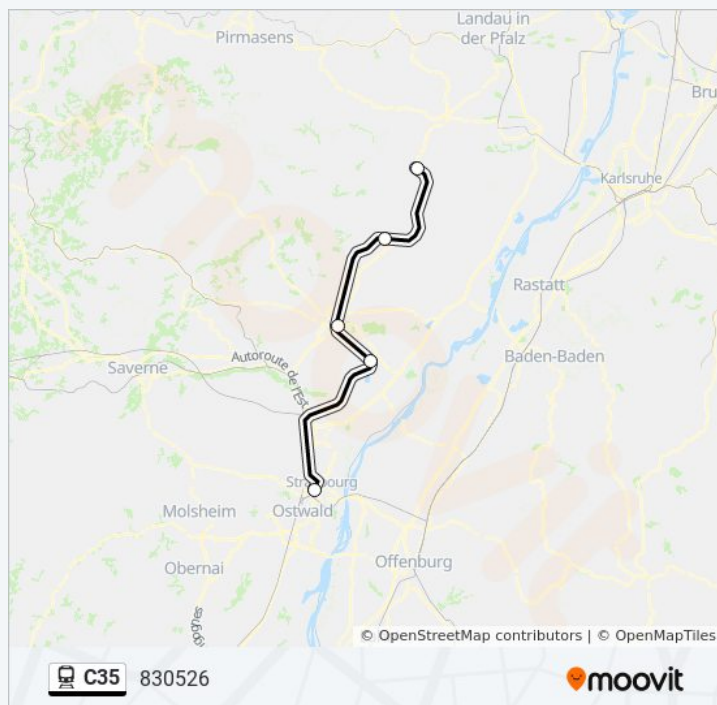 Landau in
der Pfalz
Pirmasens
Bru
Karlsruhe
Rastatt
Baden-Baden
Autoroute de l'Est
Saverne
Strasbourg
Molsheim
Ostwald
Offenburg
Obernai
© OpenStreetMap contributors | © OpenMapTiles
C35 830526
moovit